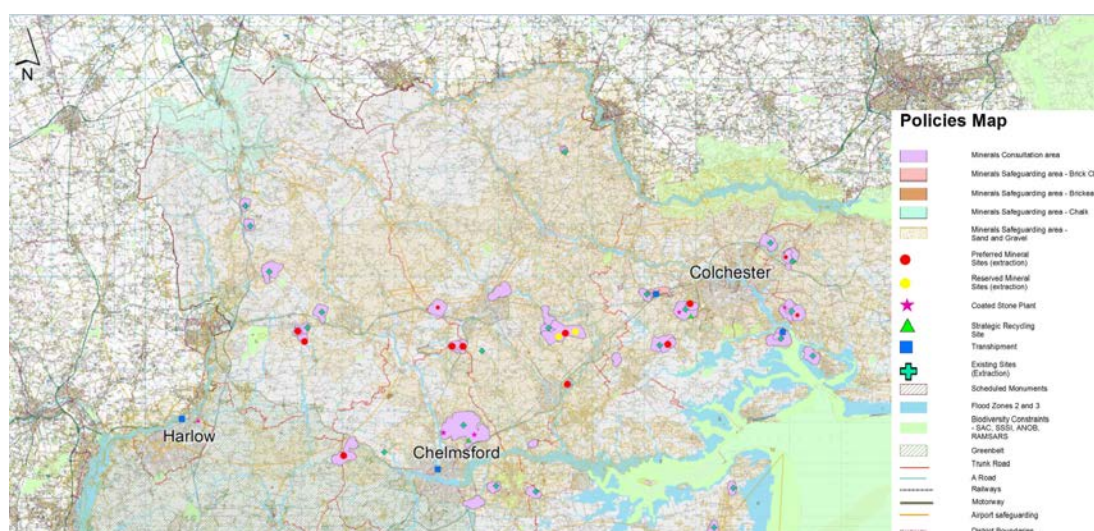 N
Colchester
Harlow
Chelmsford
Policies Map
Minerals Consultation area
Minerals Safeguarding area - Brick Cl
Minerals Safeguarding area - Brickea
Minerals Safeguarding area - Chalk
Minerals Safeguarding area -
Sand and Gravel
Preferred Mineral
Sites (extraction)
Reserved Mineral
Sites (extraction)
Coated Stone Plant
Strategic Recycling
Site
Transhipment
Existing Sites
(Extraction)
Scheduled Monuments
Flood Zones 2 and 3
Biodiversity Constraints
- SAC, SSSI, ANOB,
RAMSARS
Greenbelt
Trunk Road
A Road
Railways
Motorway
Airport safeguarding
District Boundaries